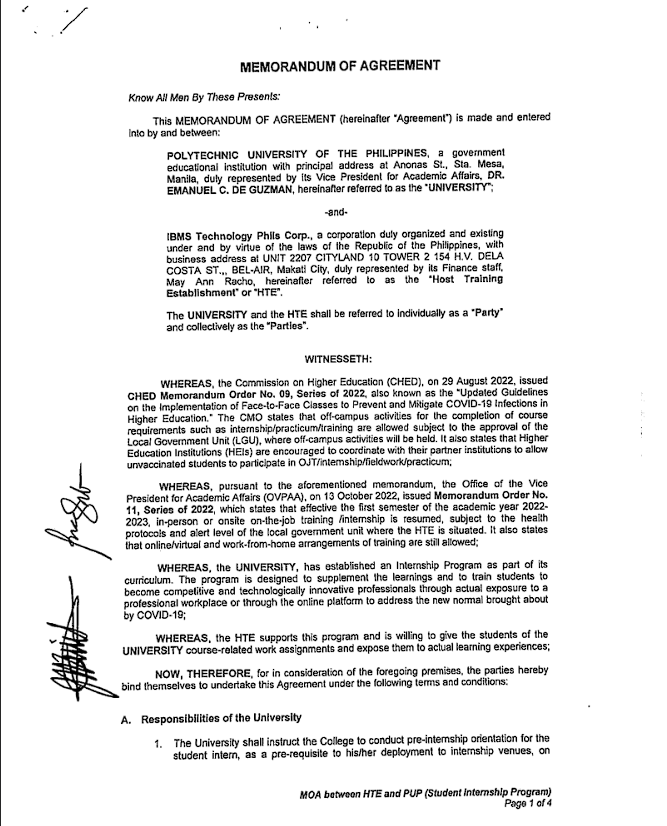 MEMORANDUM OF AGREEMENT
Know All Men By These Presents:
This MEMORANDUM OF AGREEMENT (hereinafter "Agreement") is made and entered
into by and between:
POLYTECHNIC UNIVERSITY OF THE PHILIPPINES, a government
educational institution with principal address at Anonas St., Sta. Mesa,
Manila, duly represented by its Vice President for Academic Affairs, DR.
EMANUEL C. DE GUZMAN, hereinafter referred to as the "UNIVERSITY";
-and-
IBMS Technology Phils Corp., a corporation duly organized and existing
under and by virtue of the laws of the Republic of the Philippines, with
business address at UNIT 2207 CITYLAND 10 TOWER 2 154 H.V. DELA
COSTA ST.,, BEL-AIR, Makati City, duly represented by its Finance staff,
May Ann Racho, hereinafter referred to as the "Host Training
Establishment" or "HTE".
The UNIVERSITY and the HTE shall be referred to individually as a "Party"
and collectively as the "Parties".
WITNESSETH:
WHEREAS, the Commission on Higher Education (CHED), on 29 August 2022, issued
CHED Memorandum Order No. 09, Series of 2022, also known as the "Updated Guidelines
on the Implementation of Face-to-Face Classes to Prevent and Mitigate COVID-19 Infections in
Higher Education." The CMO states that off-campus activities for the completion of course
requirements such as internship/practicum/training are allowed subject to the approval of the
Local Government Unit (LGU), where off-campus activities will be held. It also states that Higher
Education Institutions (HEIs) are encouraged to coordinate with their partner institutions to allow
unvaccinated students to participate in OJT/internship/fieldwork/practicum;
WHEREAS, pursuant to the aforementioned memorandum, the Office of the Vice
President for Academic Affairs (OVPAA), on 13 October 2022, issued Memorandum Order No.
11, Series of 2022, which states that effective the first semester of the academic year 2022-
2023, in-person or onsite on-the-job training /internship is resumed, subject to the health
protocols and alert level of the local government unit where the HTE is situated. It also states
that online/virtual and work-from-home arrangements of training are still allowed;
WHEREAS, the UNIVERSITY, has established an Internship Program as part of its
curriculum. The program is designed to supplement the learnings and to train students to
become competitive and technologically innovative professionals through actual exposure to a
professional workplace or through the online platform to address the new normal brought about
by COVID-19;
WHEREAS, the HTE supports this program and is willing to give the students of the
UNIVERSITY course-related work assignments and expose them to actual learning experiences;
NOW, THEREFORE, for in consideration of the foregoing premises, the parties hereby
bind themselves to undertake this Agreement under the following terms and conditions:
A. Responsibilities of the University
1. The University shall instruct the College to conduct pre-internship orientation for the
student intern, as a pre-requisite to his/her deployment to internship venues, on
MOA between HTE and PUP (Student Internship Program)
Page 1 of 4